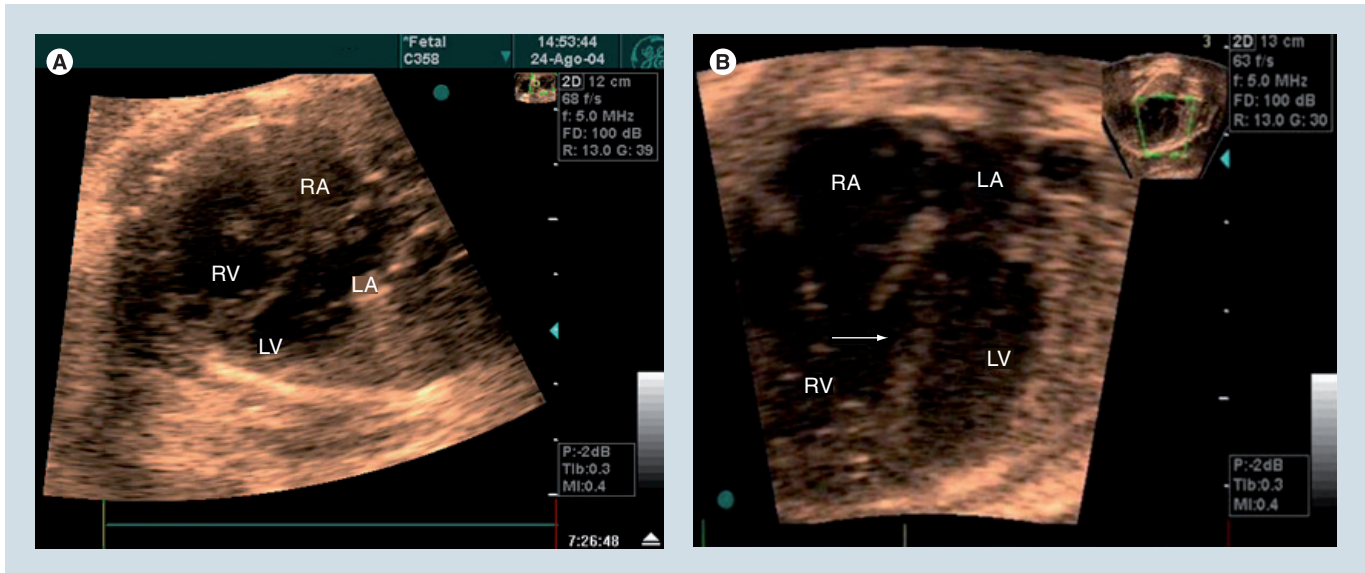 A
*Fetal
C358
14:53:44
24-Ago-04
2D 12 cm
68 f/s
f: 5.0 MHz
FD: 100 dB
R: 13.0 G: 39
RA
RV
LA
LV
P:-2dB
TIb:0.3
MI:0.4
7:26:48
B
3
2D 13 cm
63 f/s
f: 5.0 MHz
FD: 100 dB
R: 13.0 G: 30
RA
LA
LV
RV
P:-2dB
TIb:0.3
MI:0.4